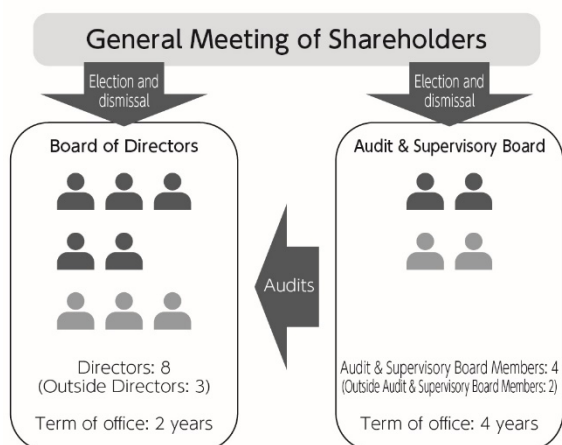 General Meeting of Shareholders
Election and
dismissal
Election and
dismissal
Board of Directors
Audit & Supervisory Board
Audits
Directors: 8
(Outside Directors: 3)
Term of office: 2 years
Audit & Supervisory Board Members: 4
(Outside Audit & Supervisory Board Members: 2)
Term of office: 4 years